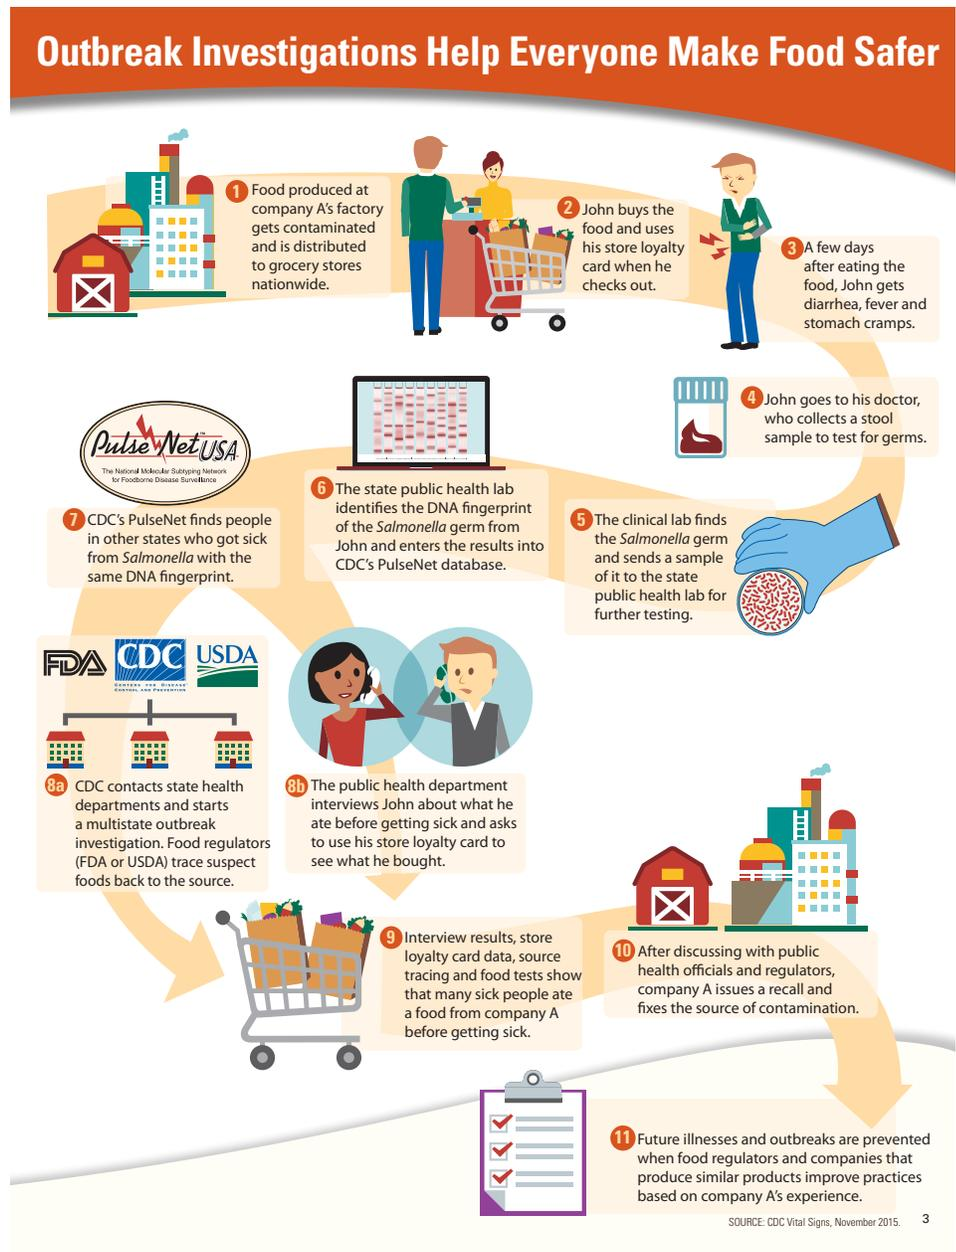 Outbreak Investigations Help Everyone Make Food Safer
1 Food produced at
company A's factory
gets contaminated
and is distributed
to grocery stores
nationwide.
2 John buys the
food and uses
his store loyalty
card when he
checks out.
3 A few days
after eating the
food, John gets
diarrhea, fever and
stomach cramps.
4 John goes to his doctor,
who collects a stool
sample to test for germs.
5 The clinical lab finds
the Salmonella germ
and sends a sample
of it to the state
public health lab for
further testing.
6 The state public health lab
identifies the DNA fingerprint
of the Salmonella germ from
John and enters the results into
CDC's PulseNet database.
PulseNet USA™
The National Molecular Subtyping Network
for Foodborne Disease Surveillance
7 CDC's PulseNet finds people
in other states who got sick
from Salmonella with the
same DNA fingerprint.
FDA CDC USDA
CENTERS FOR DISEASE
CONTROL AND PREVENTION
8a CDC contacts state health
departments and starts
a multistate outbreak
investigation. Food regulators
(FDA or USDA) trace suspect
foods back to the source.
8b The public health department
interviews John about what he
ate before getting sick and asks
to use his store loyalty card to
see what he bought.
9 Interview results, store
loyalty card data, source
tracing and food tests show
that many sick people ate
a food from company A
before getting sick.
10 After discussing with public
health officials and regulators,
company A issues a recall and
fixes the source of contamination.
11 Future illnesses and outbreaks are prevented
when food regulators and companies that
produce similar products improve practices
based on company A's experience.
SOURCE: CDC Vital Signs, November 2015. 3